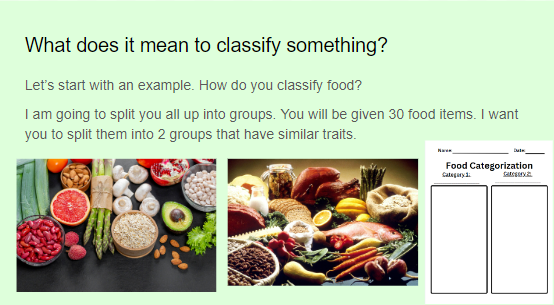 What does it mean to classify something?
Let's start with an example. How do you classify food?
I am going to split you all up into groups. You will be given 30 food items. I want
you to split them into 2 groups that have similar traits.
Name: Date:
Food Categorization
Category 1: Category 2: